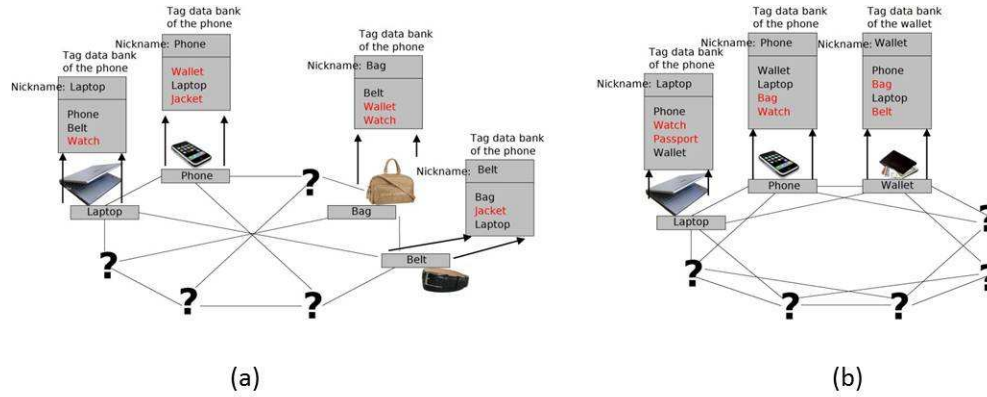 Tag data bank
of the phone
Nickname: Phone
Wallet
Laptop
Jacket
Tag data bank
of the phone
Nickname: Laptop
Phone
Belt
Watch
Tag data bank
of the phone
Nickname: Bag
Belt
Wallet
Watch
Tag data bank
of the phone
Nickname: Belt
Bag
Jacket
Laptop
Phone
?
Laptop
Bag
Belt
?
?
?
(a)
Tag data bank
of the phone
Nickname: Phone
Wallet
Laptop
Bag
Watch
Tag data bank
of the wallet
Nickname: Wallet
Phone
Bag
Laptop
Belt
Tag data bank
of the phone
Nickname: Laptop
Phone
Watch
Passport
Wallet
Phone
Wallet
Laptop
?
?
?
?
?
(b)